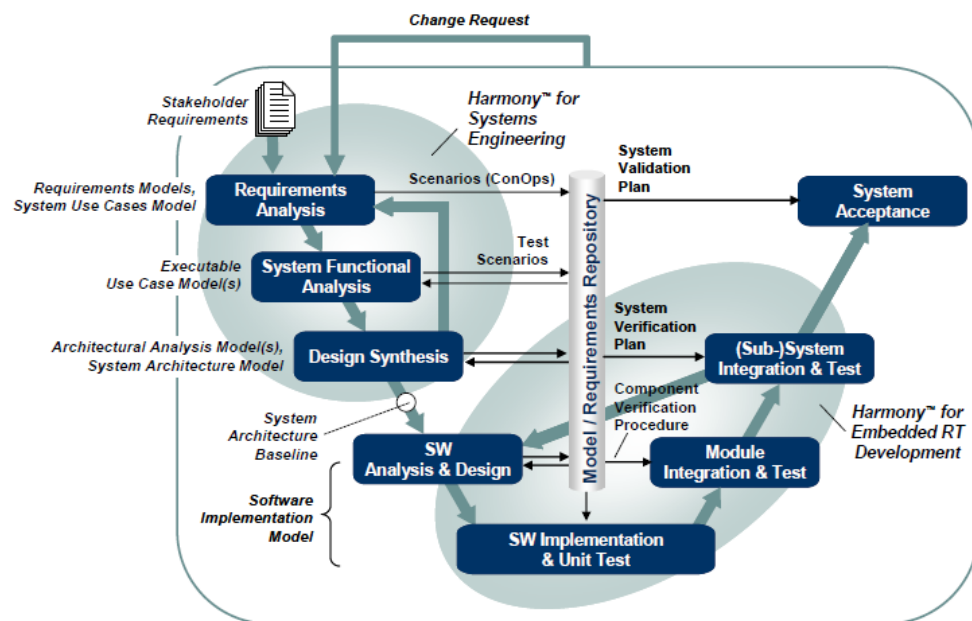 Change Request
Stakeholder
Requirements
Harmony™ for
Systems
Engineering
Requirements Models,
System Use Cases Model
Requirements
Analysis
Scenarios (ConOps)
System
Validation
Plan
System
Acceptance
Executable
Use Case Model(s)
System Functional
Analysis
Test
Scenarios
Model / Requirements Repository
Architectural Analysis Model(s),
System Architecture Model
Design Synthesis
System
Verification
Plan
(Sub-)System
Integration & Test
System
Architecture
Baseline
SW
Analysis & Design
Component
Verification
Procedure
Module
Integration & Test
Harmony™ for
Embedded RT
Development
Software
Implementation
Model
SW Implementation
& Unit Test